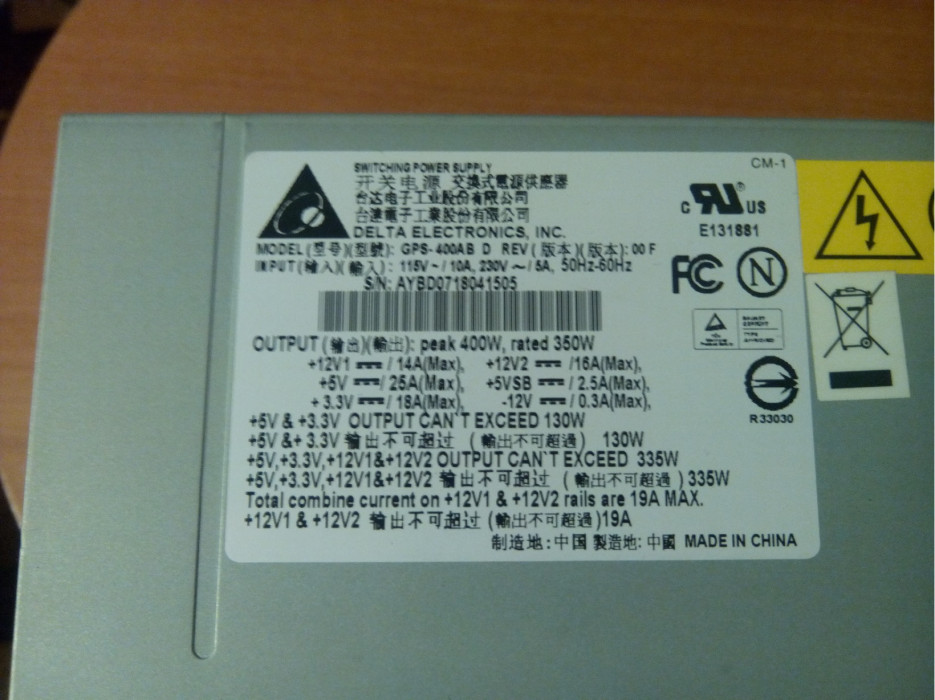 CM-1
SWITCHING POWER SUPPLY
开关电源 交換式電源供應器
台达电子工业股份有限公司
台達電子工業股份有限公司
DELTA ELECTRONICS, INC.
MODEL(型号)(型號): GPS-400AB D REV(版本)(版本): 00 F
INPUT(输入)(輸入): 115V~/10A, 230V~/5A, 50Hz-60Hz
S/N: AYBD0718041505
c RU US
E131881
FC
N
OUTPUT(输出)(輸出): peak 400W, rated 350W
+12V1 ⎓ / 14A(Max), +12V2 ⎓ /16A(Max),
+5V ⎓ / 25A(Max), +5VSB ⎓ / 2.5A(Max),
+3.3V ⎓ / 18A(Max), -12V ⎓ / 0.3A(Max),
R33030
+5V & +3.3V OUTPUT CAN'T EXCEED 130W
+5V &+3.3V 输出不可超过 (輸出不可超過) 130W
+5V,+3.3V,+12V1&+12V2 OUTPUT CAN'T EXCEED 335W
+5V,+3.3V,+12V1&+12V2 输出不可超过 (輸出不可超過) 335W
Total combine current on +12V1 & +12V2 rails are 19A MAX.
+12V1 & +12V2 输出不可超过 (輸出不可超過)19A
制造地:中国 製造地:中國 MADE IN CHINA